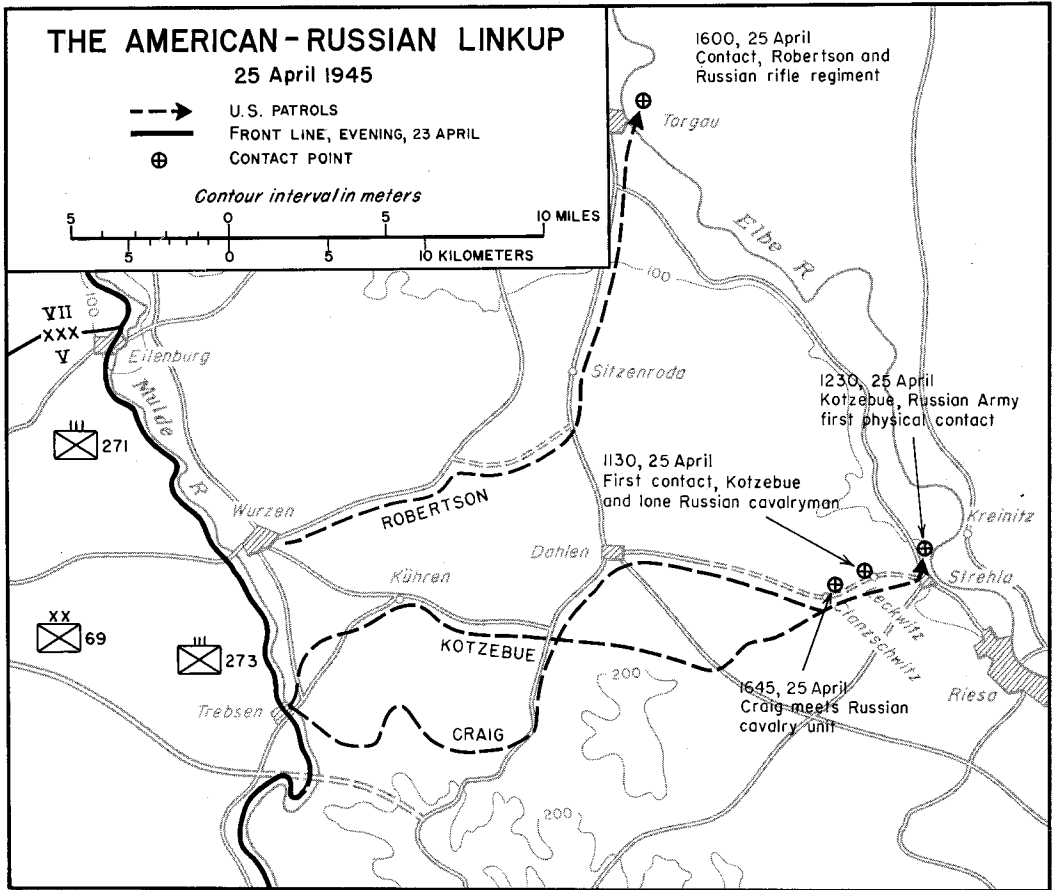 THE AMERICAN-RUSSIAN LINKUP
25 April 1945
U.S. PATROLS
FRONT LINE, EVENING, 23 APRIL
CONTACT POINT
Contour interval in meters
5 0 5 10 MILES
5 0 5 10 KILOMETERS
1600, 25 April
Contact, Robertson and
Russian rifle regiment
Torgau
Elbe R
100
100
VII
XXX
V
Eilenburg
Mulde R
Sitzenroda
1230, 25 April
Kotzebue, Russian Army
first physical contact
III
271
1130, 25 April
First contact, Kotzebue
and lone Russian cavalryman
ROBERTSON
Wurzen
Kreinitz
Dahlen
Kühren
Strehla
Leckwitz
Clanzschwitz
XX
69
III
273
KOTZEBUE
200
Riesa
1645, 25 April
Craig meets Russian
cavalry unit
Trebsen
CRAIG
200